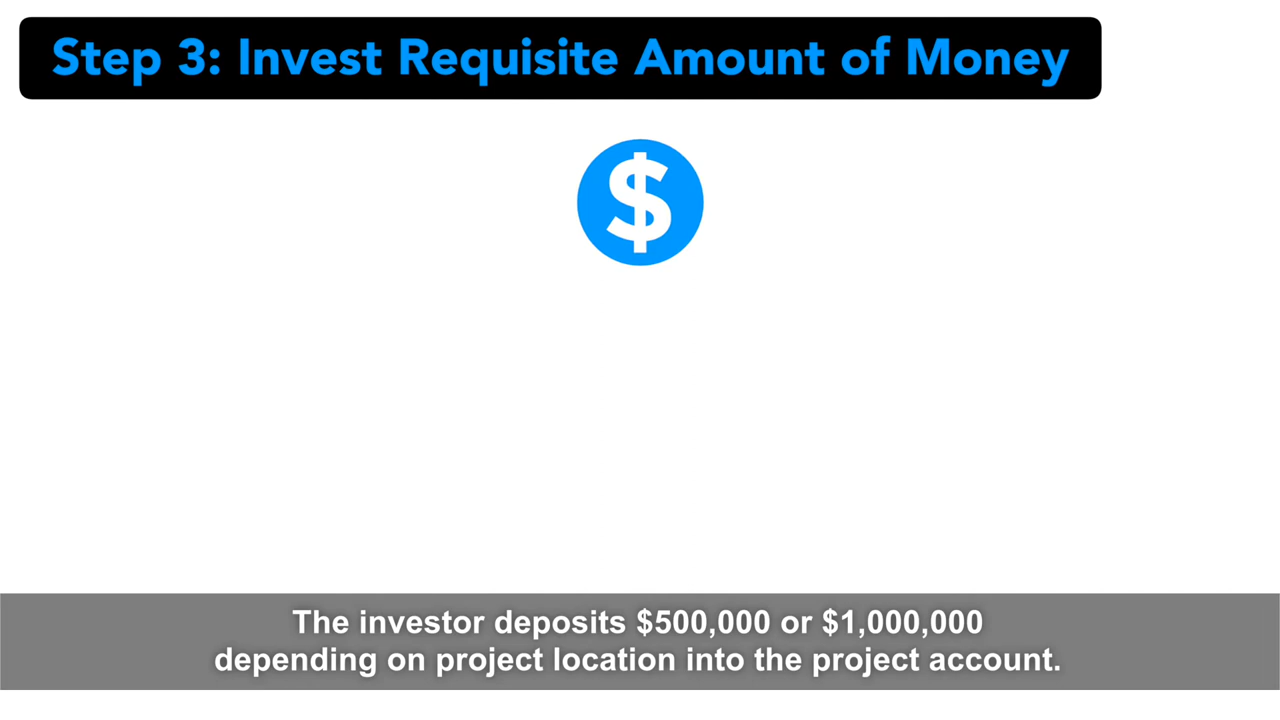 Step 3: Invest Requisite Amount of Money
$
The investor deposits $500,000 or $1,000,000
depending on project location into the project account.